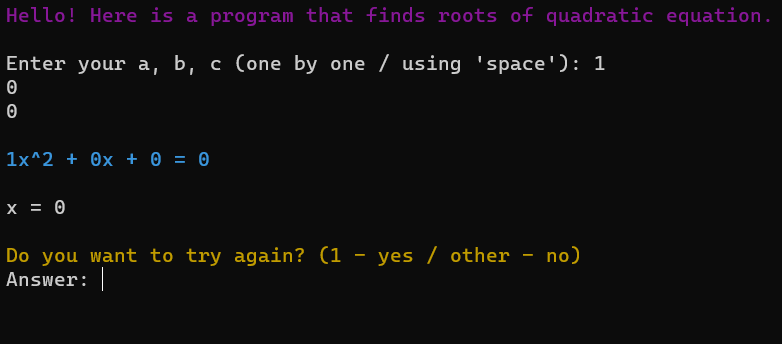 Hello! Here is a program that finds roots of quadratic equation.
Enter your a, b, c (one by one / using 'space'): 1
0
0
1x^2 + 0x + 0 = 0
x = 0
Do you want to try again? (1 - yes / other - no)
Answer: